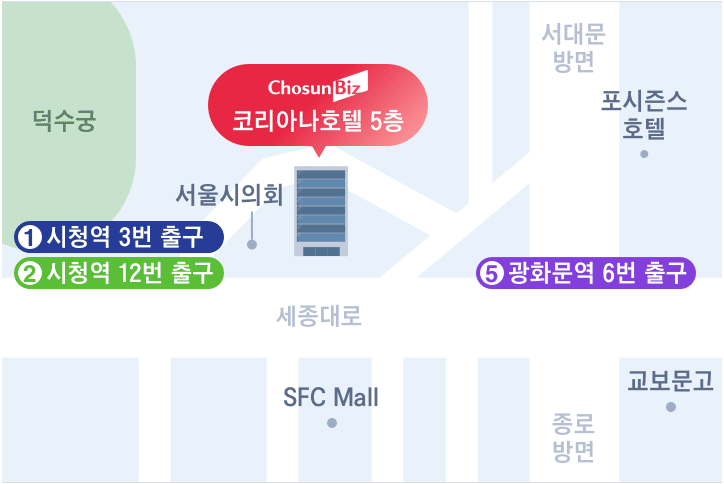 서대문
방면
덕수궁
ChosunBiz
코리아나호텔 5층
포시즌스
호텔
서울시의회
1 시청역 3번 출구
2 시청역 12번 출구
5 광화문역 6번 출구
세종대로
SFC Mall
교보문고
종로
방면